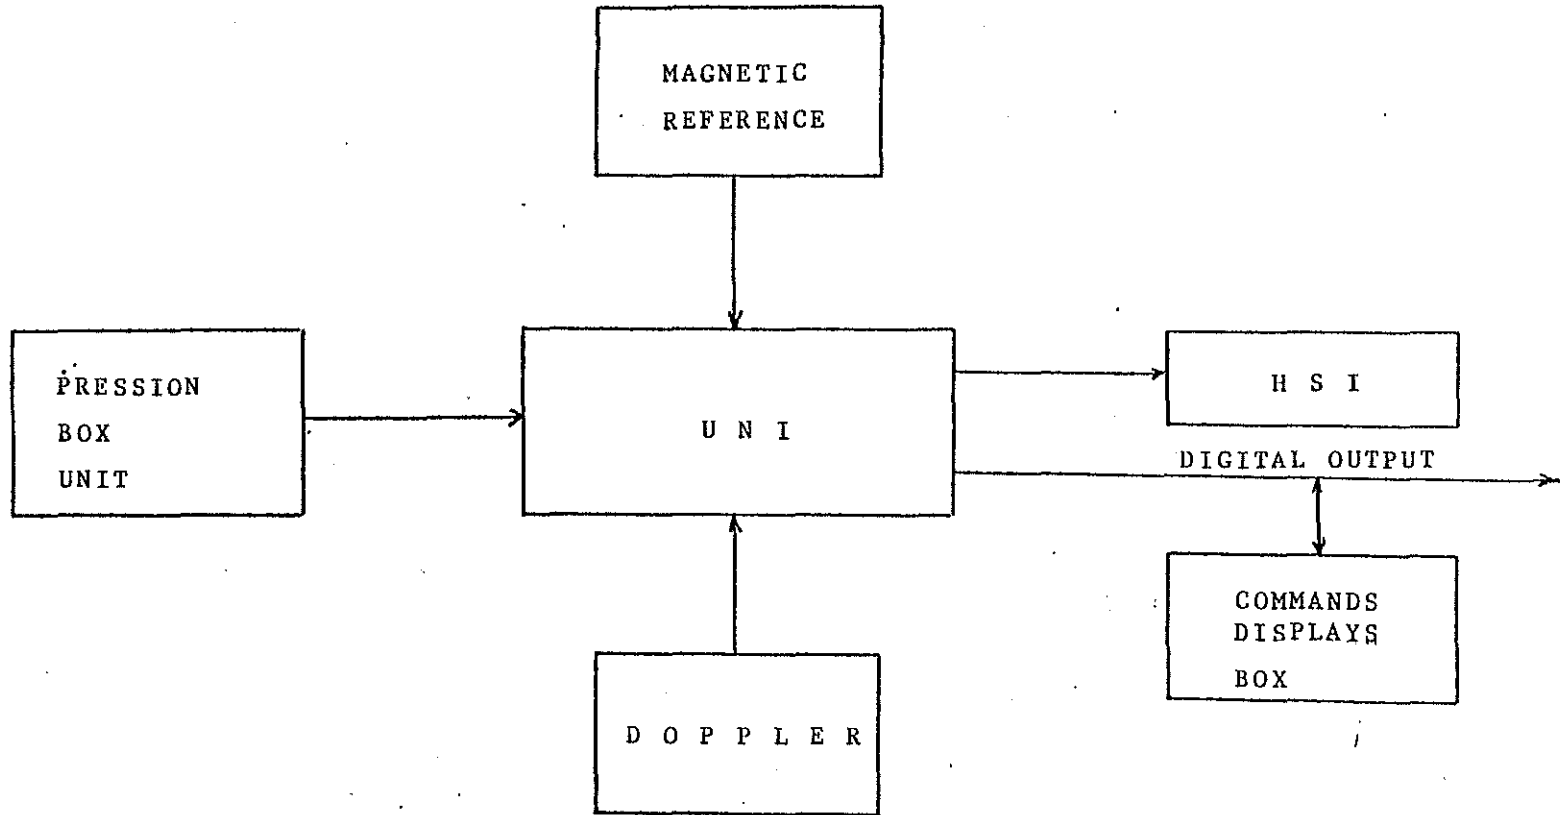 MAGNETIC
REFERENCE
PRESSION
BOX
UNIT
U N I
H S I
DIGITAL OUTPUT
COMMANDS
DISPLAYS
BOX
D O P P L E R